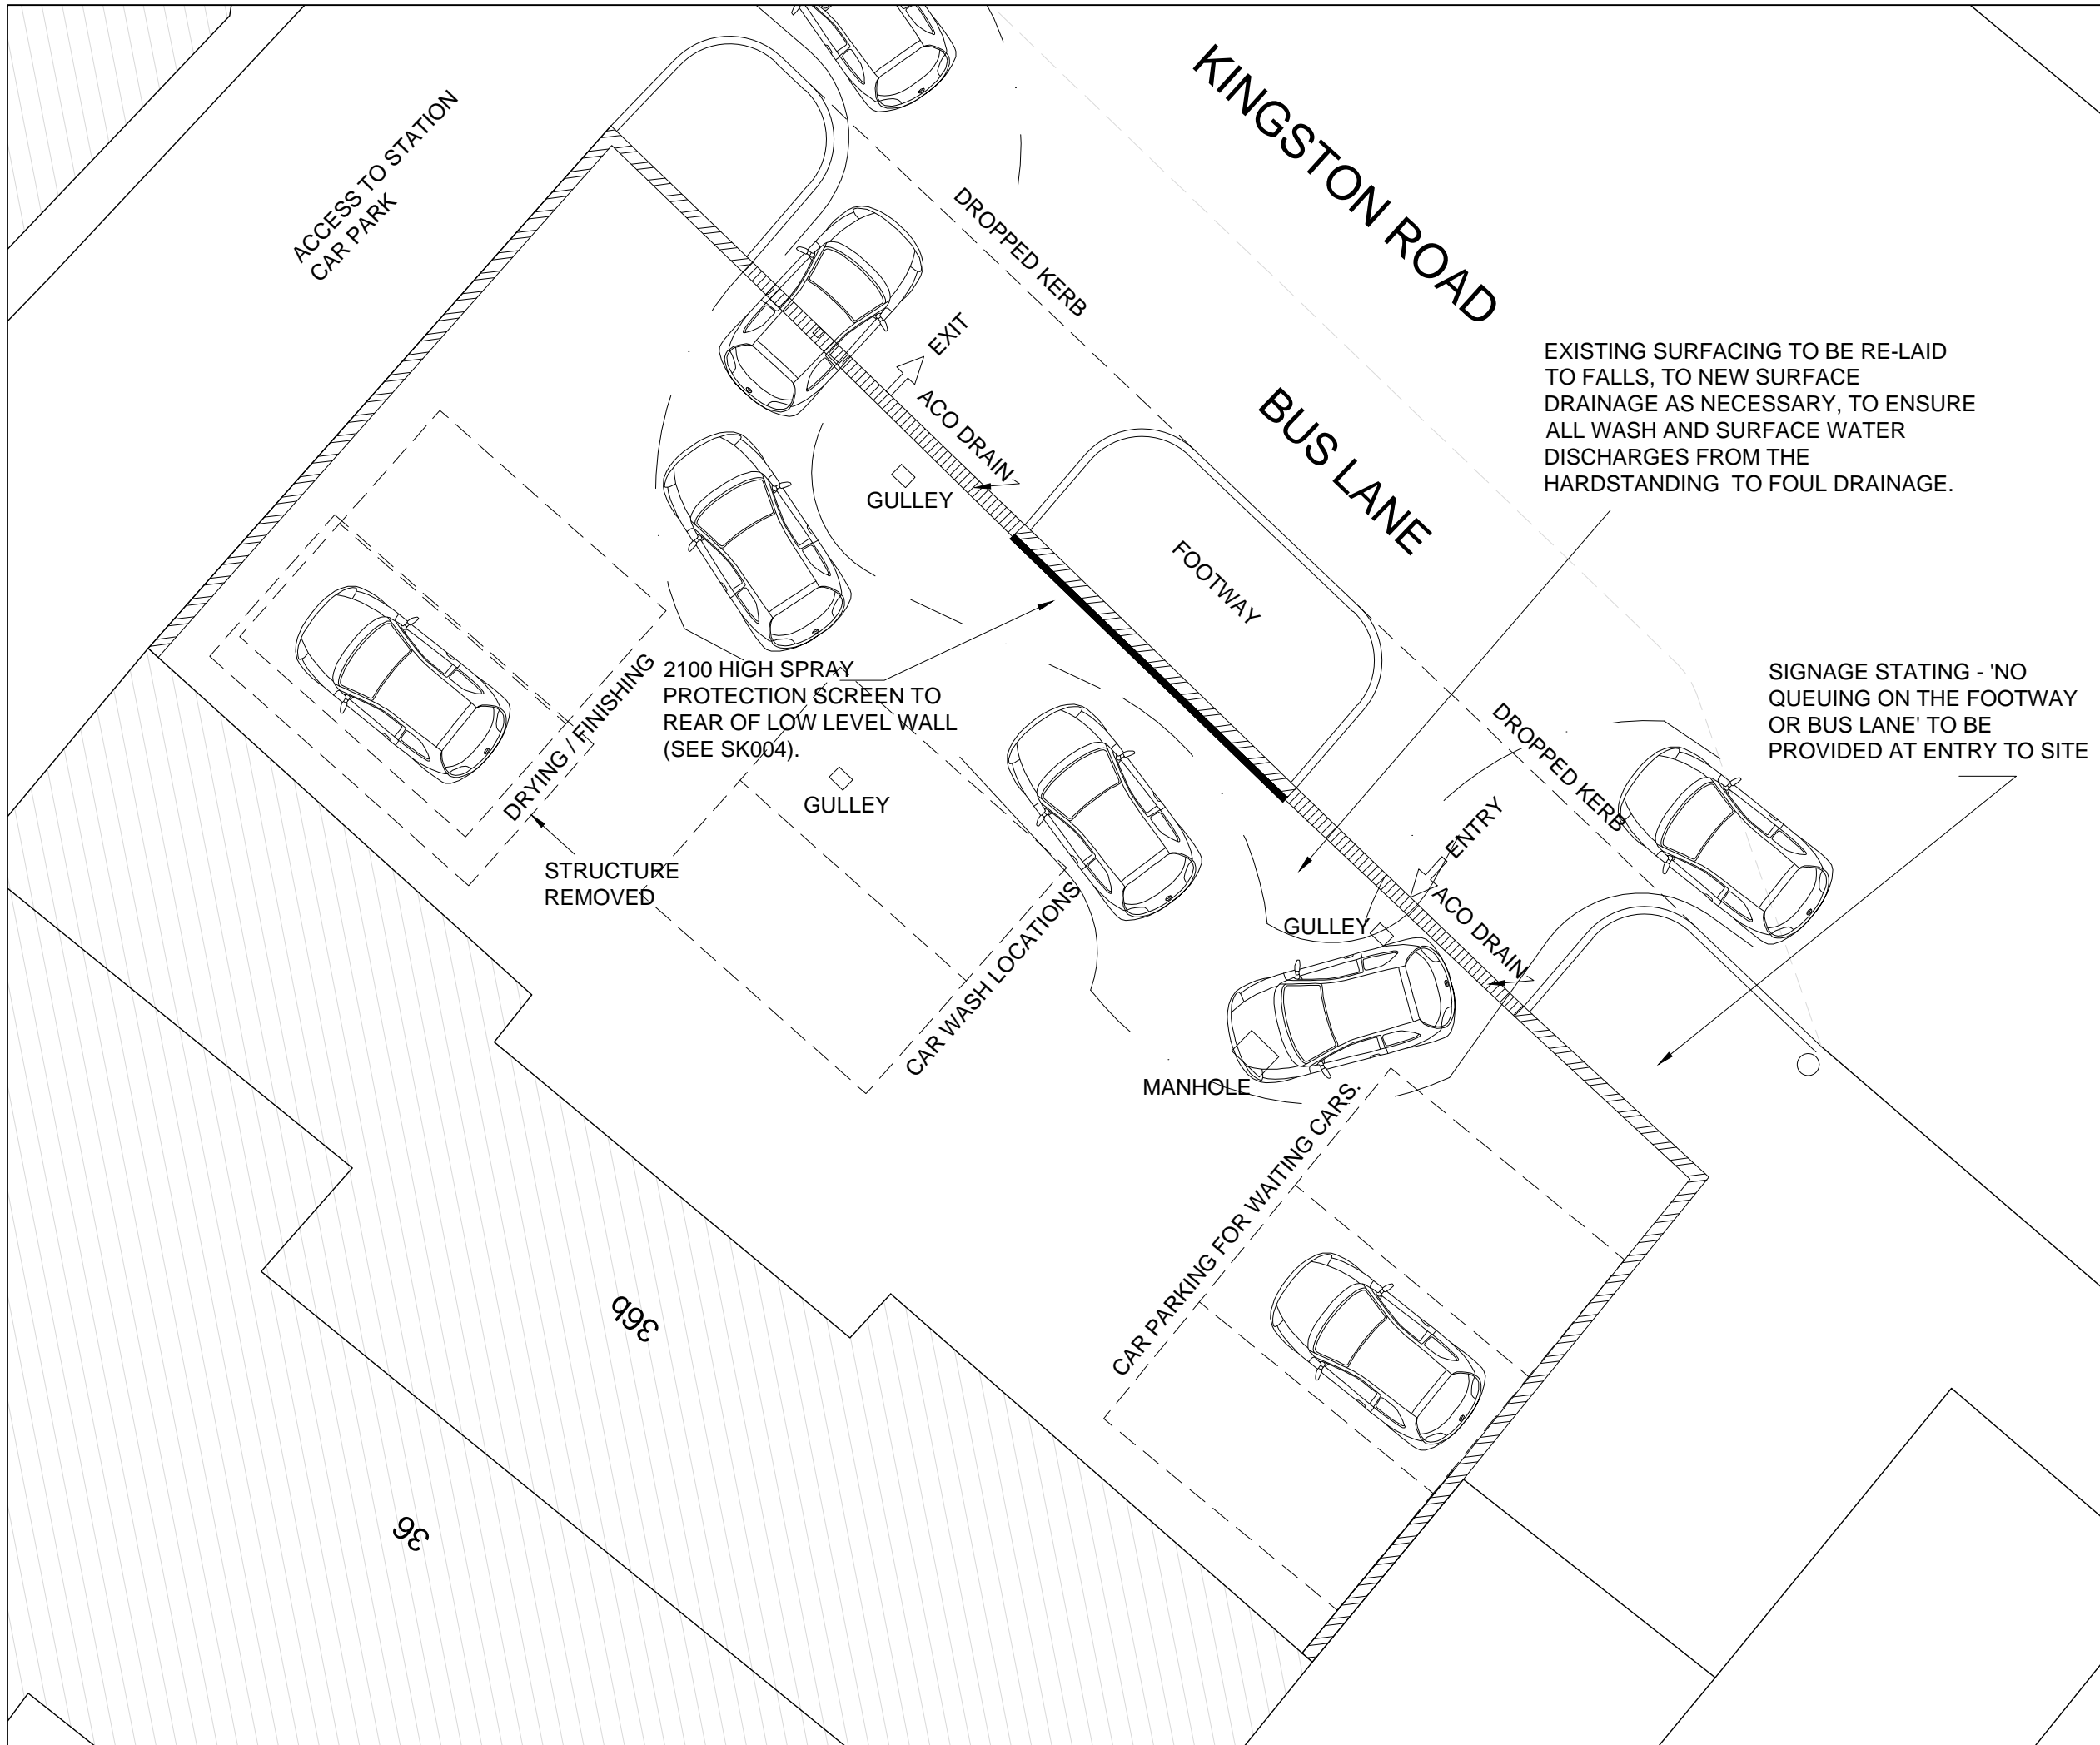 KINGSTON ROAD
ACCESS TO STATION
CAR PARK
DROPPED KERB
EXIT
BUS LANE
EXISTING SURFACING TO BE RE-LAID
TO FALLS, TO NEW SURFACE
DRAINAGE AS NECESSARY, TO ENSURE
ALL WASH AND SURFACE WATER
DISCHARGES FROM THE
HARDSTANDING TO FOUL DRAINAGE.
ACO DRAIN
GULLEY
FOOTWAY
2100 HIGH SPRAY
PROTECTION SCREEN TO
REAR OF LOW LEVEL WALL
(SEE SK004).
SIGNAGE STATING - 'NO
QUEUING ON THE FOOTWAY
OR BUS LANE' TO BE
PROVIDED AT ENTRY TO SITE
DRYING / FINISHING
DROPPED KERB
GULLEY
ENTRY
STRUCTURE
REMOVED
GULLEY
ACO DRAIN
CAR WASH LOCATIONS
MANHOLE
CAR PARKING FOR WAITING CARS.
36b
36